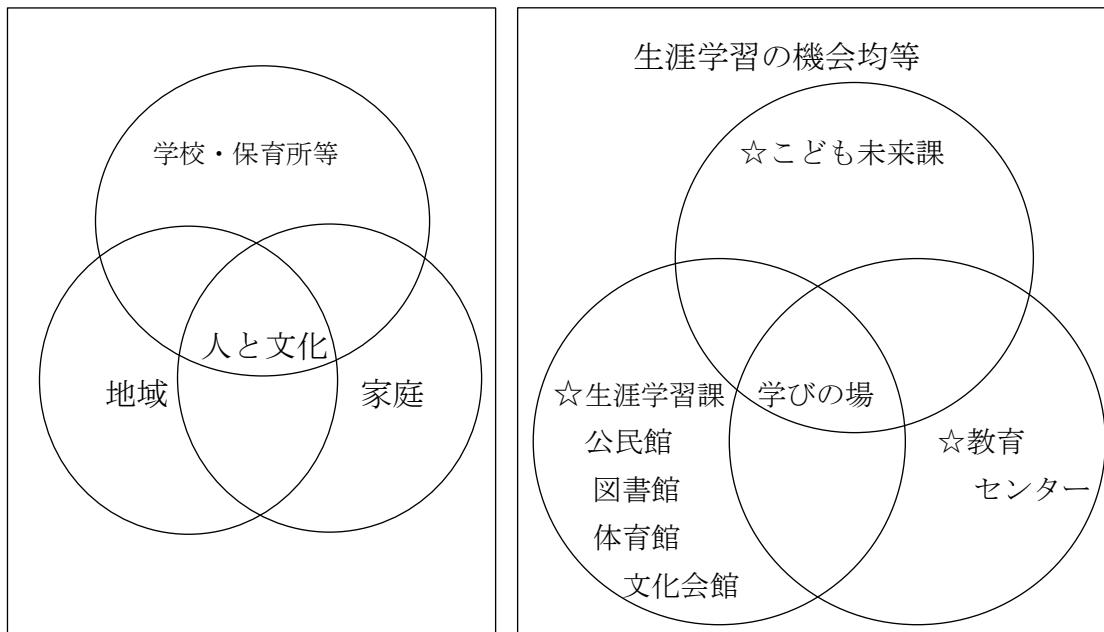 学校・保育所等
人と文化
地域
家庭
生涯学習の機会均等
☆こども未来課
☆生涯学習課
学びの場
公民館
図書館
体育館
文化会館
☆教育
センター